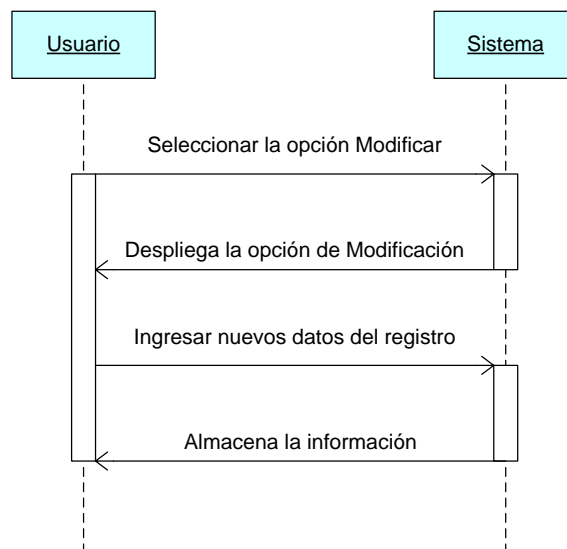 Usuario
Sistema
Seleccionar la opción Modificar
Despliega la opción de Modificación
Ingresar nuevos datos del registro
Almacena la información